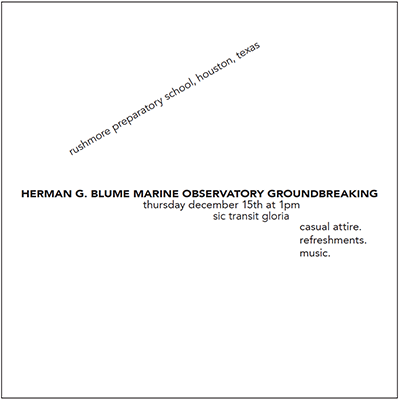 rushmore preparatory school, houston, texas
HERMAN G. BLUME MARINE OBSERVATORY GROUNDBREAKING
thursday december 15th at 1pm
sic transit gloria
casual attire.
refreshments.
music.